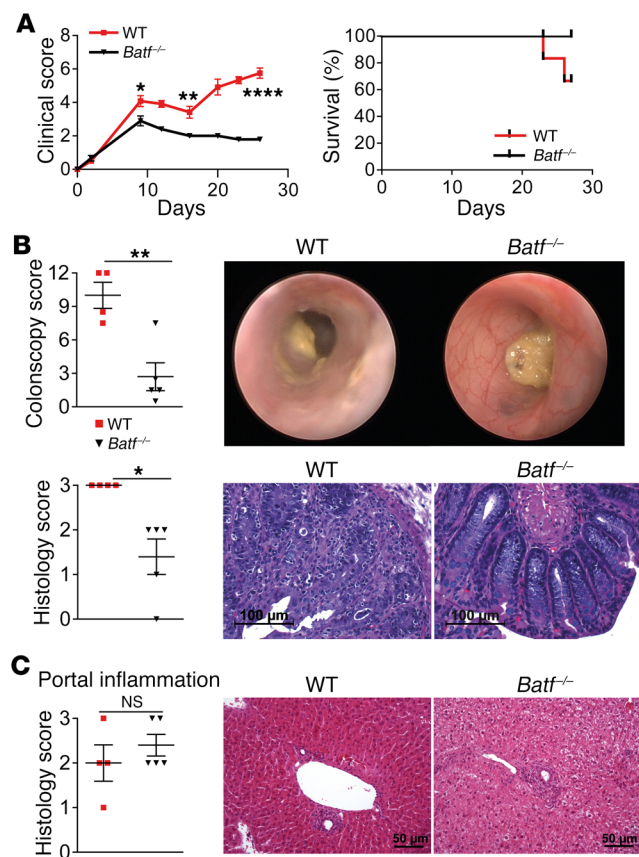 A
WT
Batf–/–
Clinical score
8
6
4
2
0
*
**
****
0 10 20 30
Days
Survival (%)
100
80
60
40
20
0
WT
Batf–/–
0 10 20 30
Days
B
Colonscopy score
12
9
6
3
0
**
WT
Batf–/–
WT
Batf–/–
Histology score
3
2
1
0
*
WT
Batf–/–
100 µm
100 µm
C
Portal inflammation
NS
Histology score
3
2
1
0
WT
Batf–/–
50 µm
50 µm